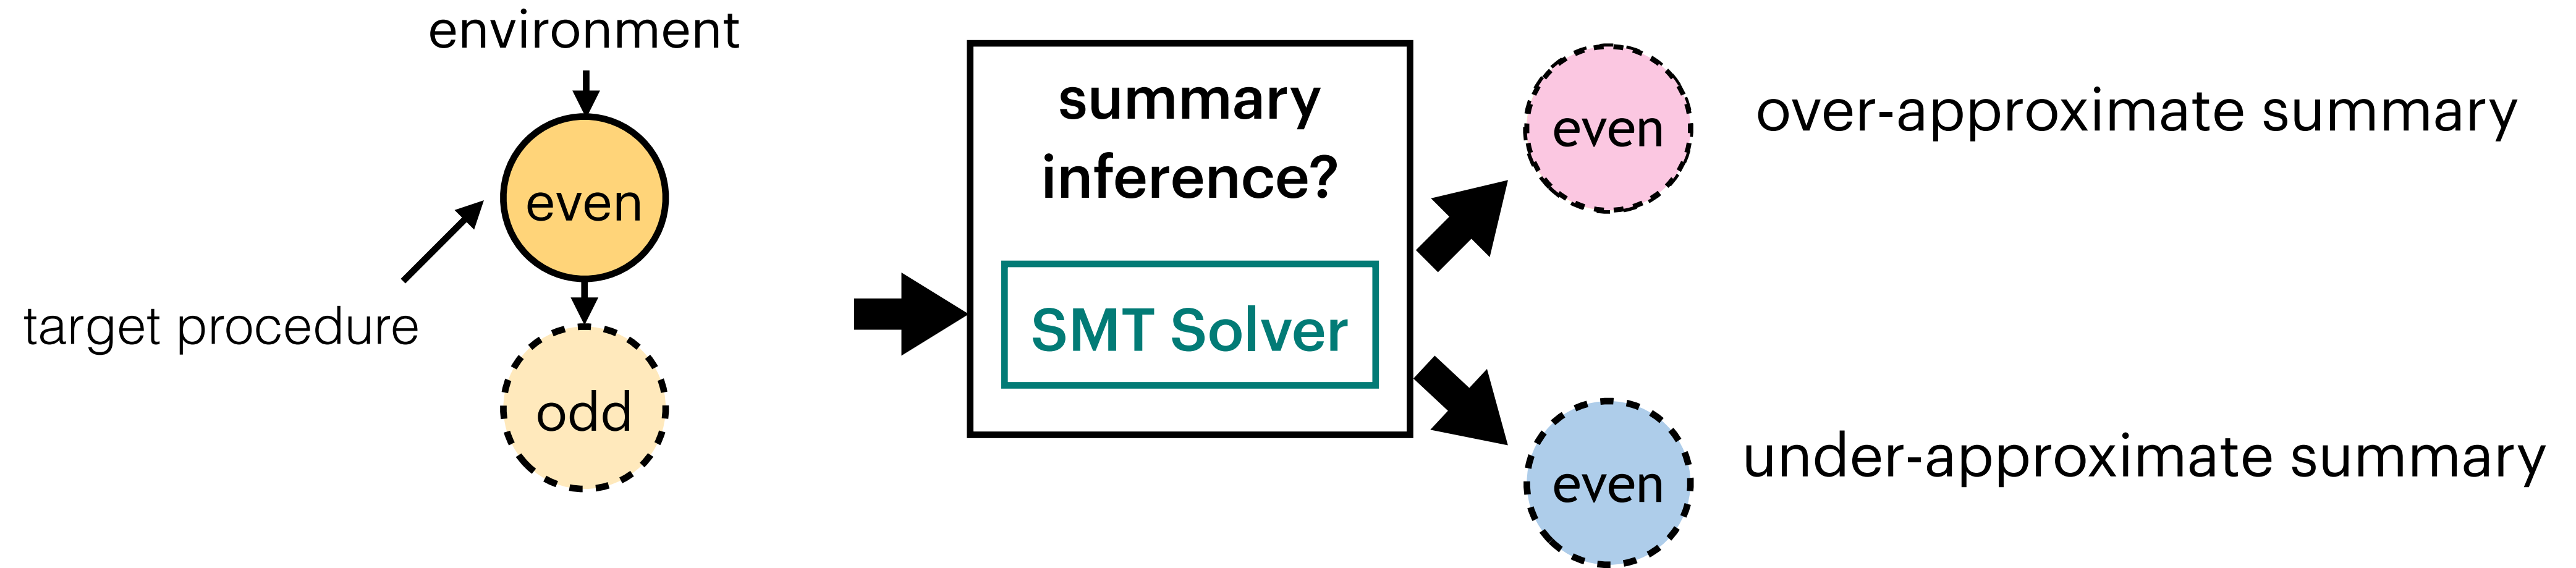 environment
even
target procedure
odd
summary
inference?
SMT Solver
even
over-approximate summary
even
under-approximate summary